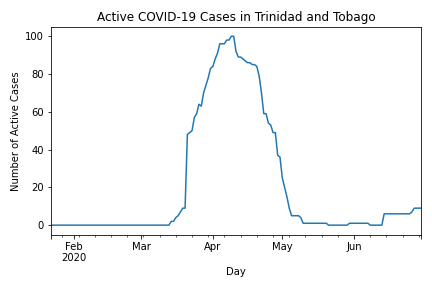 Active COVID-19 Cases in Trinidad and Tobago
Number of Active Cases
100
80
60
40
20
0
Feb
2020
Mar
Apr
May
Jun
Day